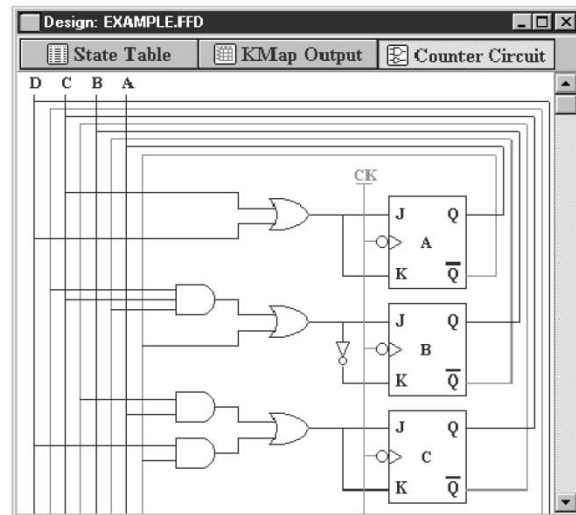 Design: EXAMPLE.FFD
State Table KMap Output Counter Circuit
D C B A
CK
J Q
A
K Q
J Q
B
K Q
J Q
C
K Q